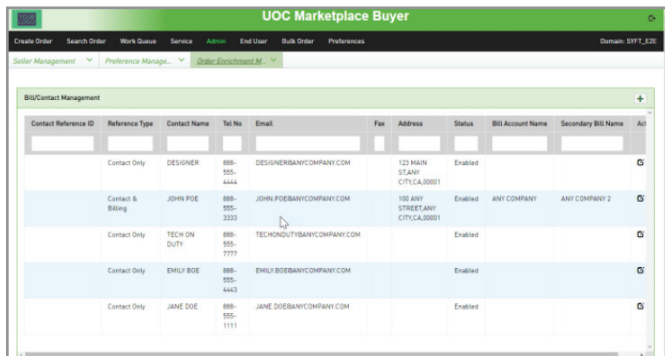 UOC Marketplace Buyer
Create Order Search Order Work Queue Service Admin End User Bulk Order Preferences Domain: SYFT_E2E
Seller Management Preference Manage... Order Enrichment M...
Bill/Contact Management
Contact Reference ID Reference Type Contact Name Tel No Email Fax Address Status Bill Account Name Secondary Bill Name Act
Contact Only DESIGNER 888- DESIGNER@ANYCOMPANY.COM 123 MAIN Enabled
555- ST,ANY
4444 CITY,CA,00001
Contact & JOHN POE 888- JOHN.POE@ANYCOMPANY.COM 100 ANY Enabled ANY COMPANY ANY COMPANY 2
Billing 555- STREET,ANY
3333 CITY,CA,00001
Contact Only TECH ON 888- TECHONDUTY@ANYCOMPANY.COM Enabled
DUTY 555-
7777
Contact Only EMILY BOE 888- EMILY.BOE@ANYCOMPANY.COM Enabled
555-
4443
Contact Only JANE DOE 888- JANE.DOE@ANYCOMPANY.COM Enabled
555-
1111